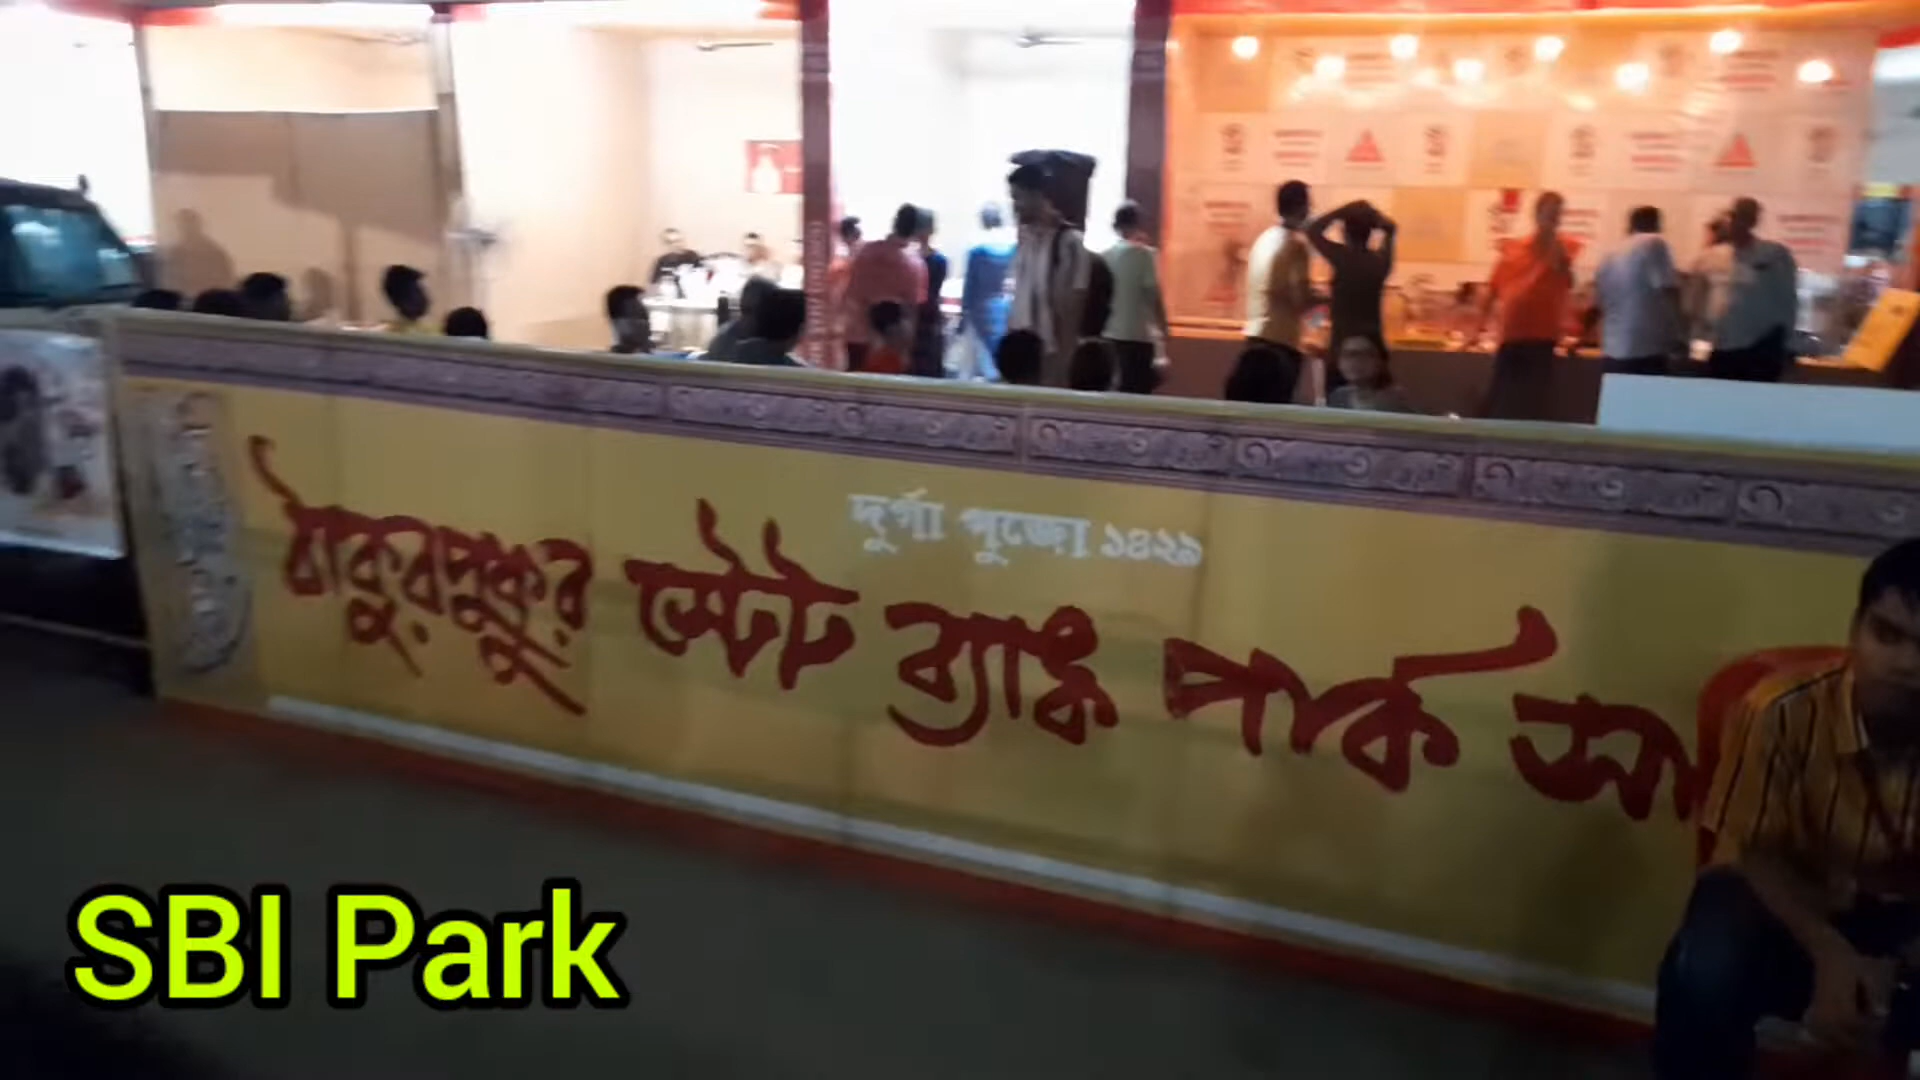 দুর্গা পুজো ১৪২৯
ঠাকুরপুকুর স্টেট ব্যাঙ্ক পার্ক সা
SBI Park